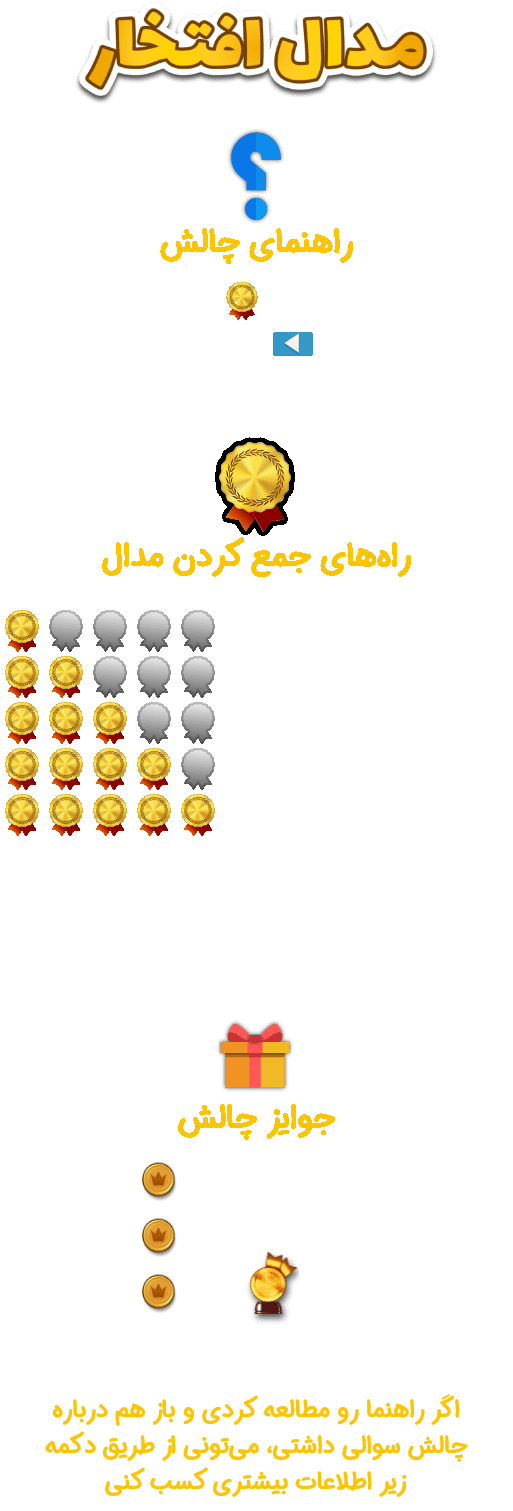 مدال افتخار
راهنمای چالش
راه‌های جمع کردن مدال
جوایز چالش
اگر راهنما رو مطالعه کردی و باز هم درباره
چالش سوالی داشتی، می‌تونی از طریق دکمه
زیر اطلاعات بیشتری کسب کنی